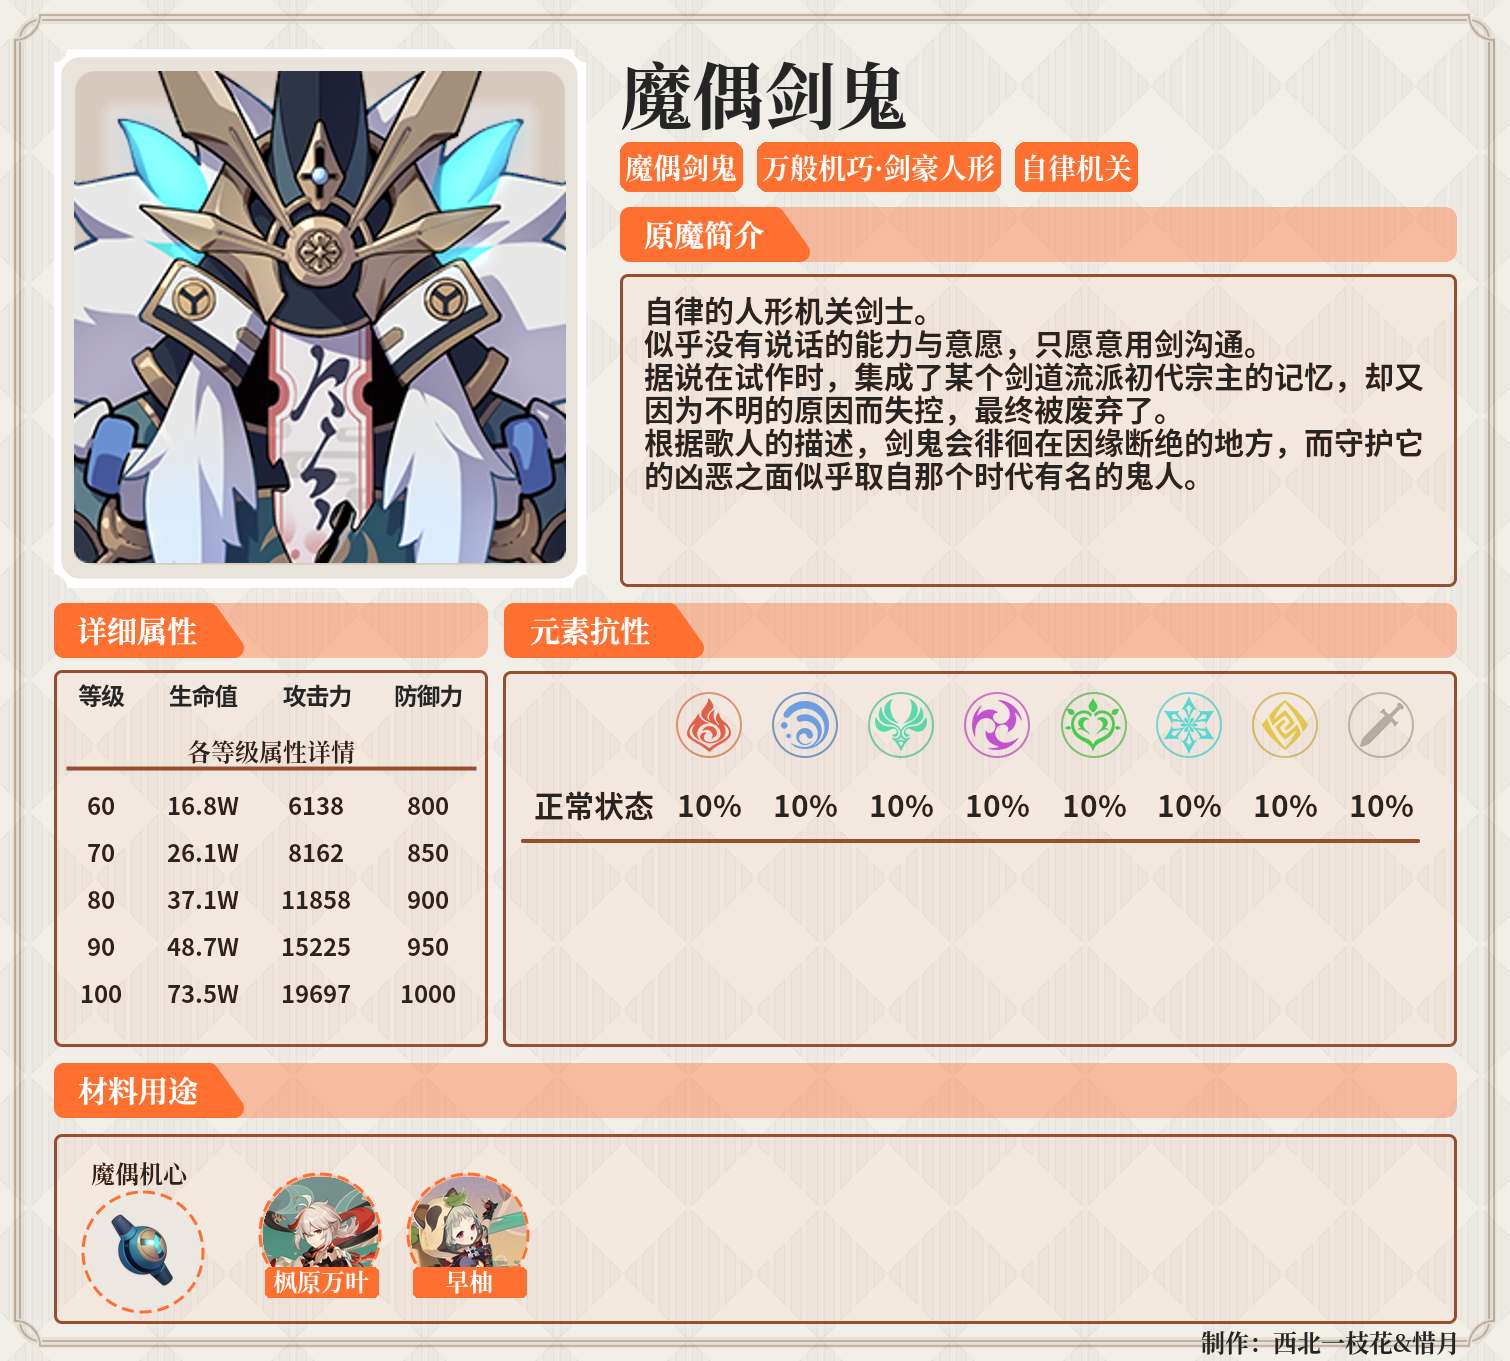 魔偶剑鬼
魔偶剑鬼 万般机巧·剑豪人形 自律机关
原魔简介
自律的人形机关剑士。
似乎没有说话的能力与意愿，只愿意用剑沟通。
据说在试作时，集成了某个剑道流派初代宗主的记忆，却又
因为不明的原因而失控，最终被废弃了。
根据歌人的描述，剑鬼会徘徊在因缘断绝的地方，而守护它
的凶恶之面似乎取自那个时代有名的鬼人。
详细属性
等级 生命值 攻击力 防御力
各等级属性详情
60 16.8W 6138 800
70 26.1W 8162 850
80 37.1W 11858 900
90 48.7W 15225 950
100 73.5W 19697 1000
元素抗性
正常状态 10% 10% 10% 10% 10% 10% 10% 10%
材料用途
魔偶机心
枫原万叶 早柚
制作：西北一枝花&惜月